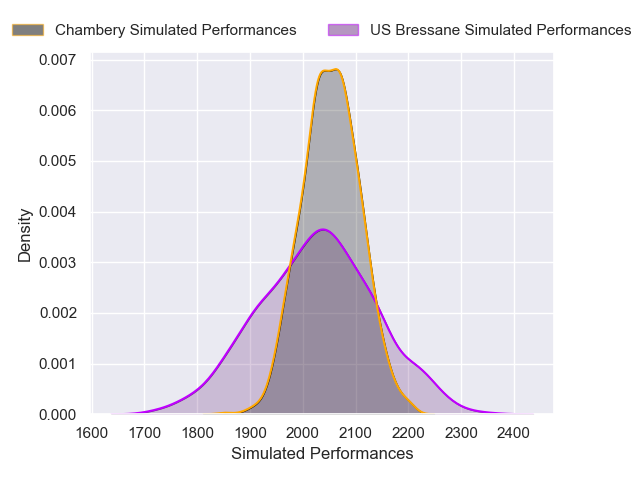 Chambery Simulated Performances US Bressane Simulated Performances
0.007
0.006
0.005
0.004
0.003
0.002
0.001
0.000
Density
1600 1700 1800 1900 2000 2100 2200 2300 2400
Simulated Performances